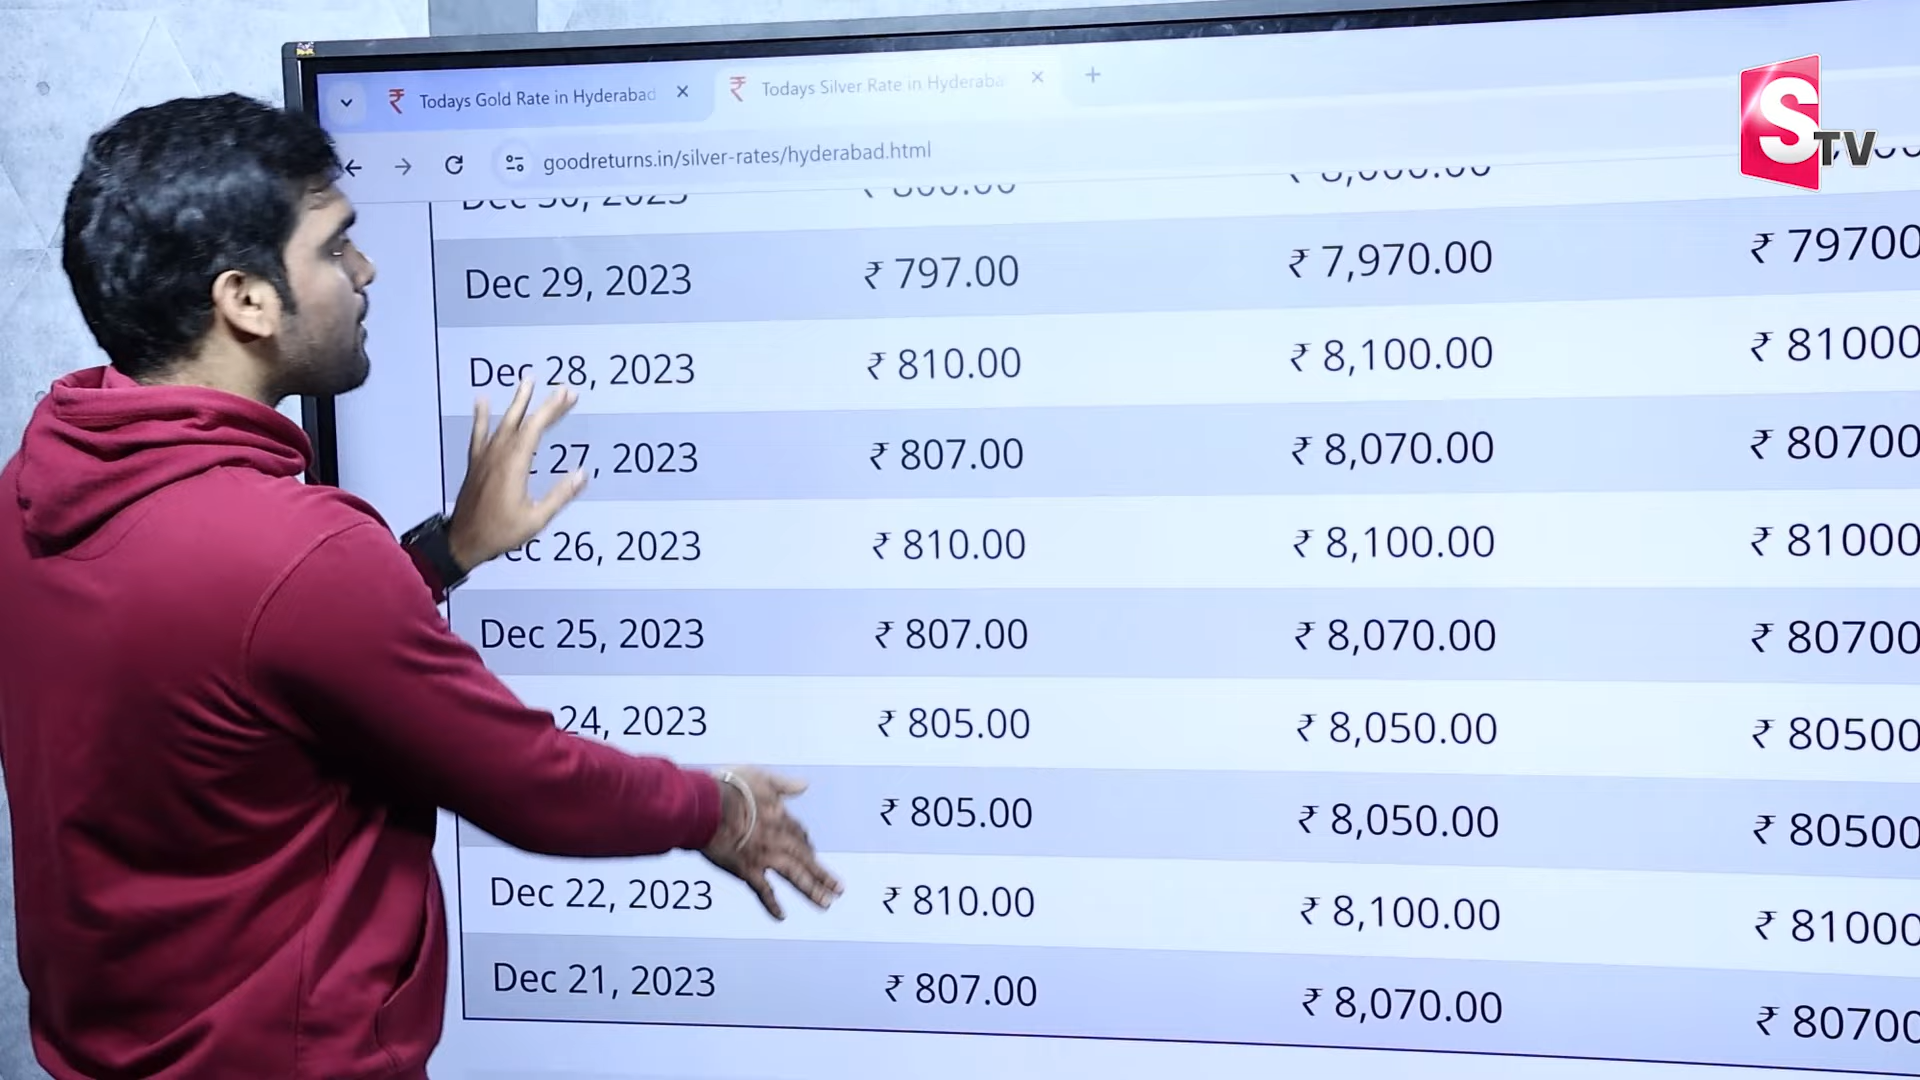 Todays Gold Rate in Hyderabad
Todays Silver Rate in Hyderaba
goodreturns.in/silver-rates/hyderabad.html
S TV
Dec 29, 2023 ₹ 797.00 ₹ 7,970.00 ₹ 79700
Dec 28, 2023 ₹ 810.00 ₹ 8,100.00 ₹ 81000
27, 2023 ₹ 807.00 ₹ 8,070.00 ₹ 80700
ec 26, 2023 ₹ 810.00 ₹ 8,100.00 ₹ 81000
Dec 25, 2023 ₹ 807.00 ₹ 8,070.00 ₹ 80700
24, 2023 ₹ 805.00 ₹ 8,050.00 ₹ 80500
₹ 805.00 ₹ 8,050.00 ₹ 80500
Dec 22, 2023 ₹ 810.00 ₹ 8,100.00 ₹ 81000
Dec 21, 2023 ₹ 807.00 ₹ 8,070.00 ₹ 80700